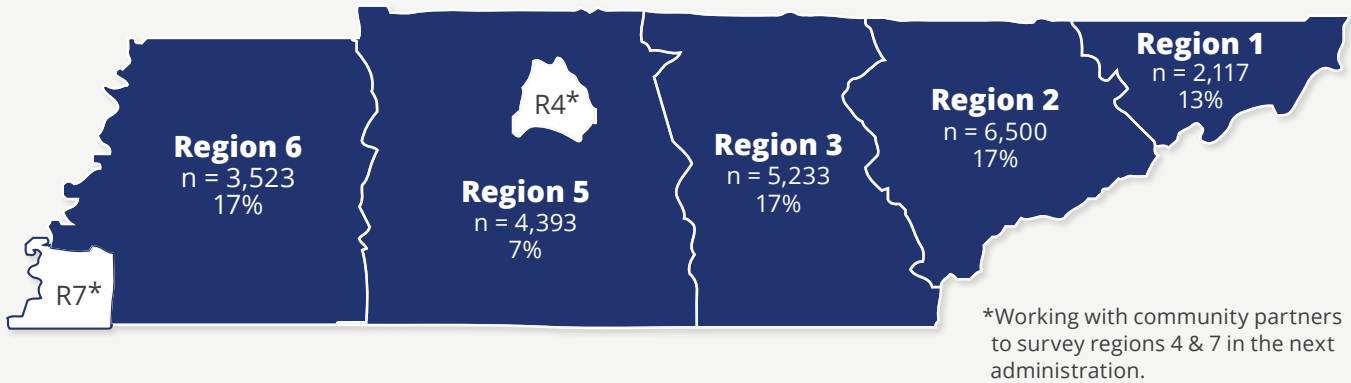 Region 1
n = 2,117
13%
Region 2
n = 6,500
17%
Region 3
n = 5,233
17%
R4*
Region 5
n = 4,393
7%
Region 6
n = 3,523
17%
R7*
*Working with community partners
to survey regions 4 & 7 in the next
administration.